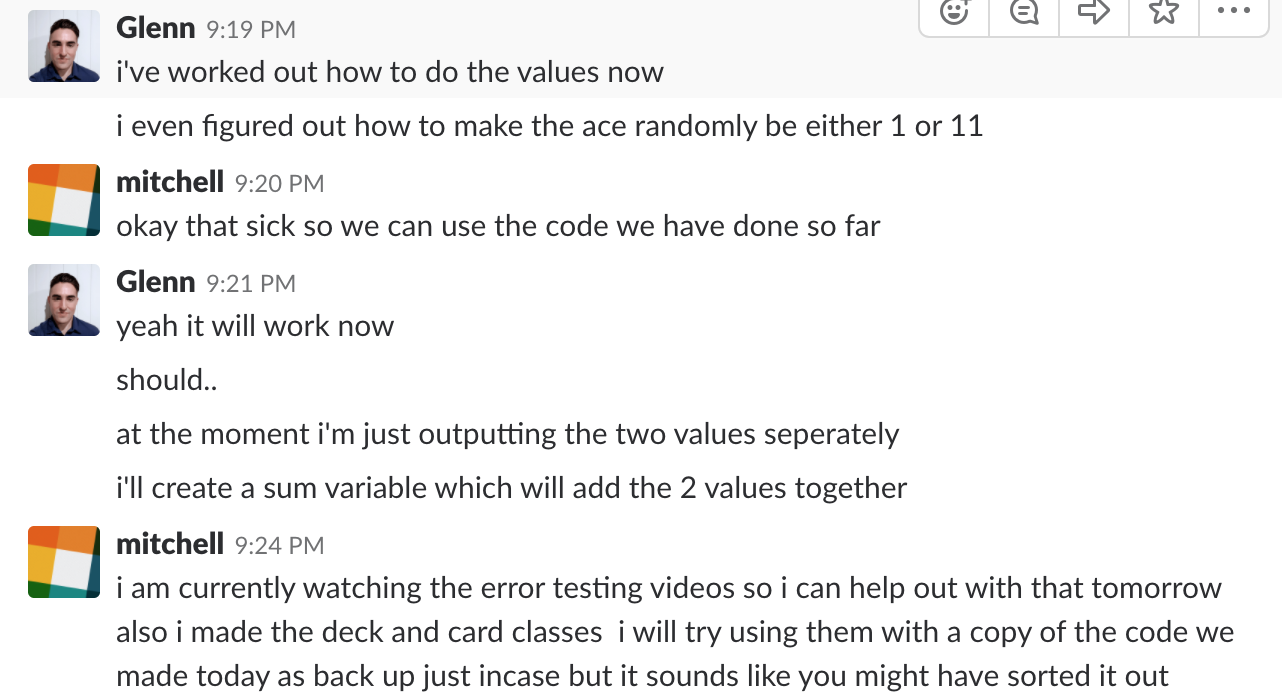 Glenn 9:19 PM
i've worked out how to do the values now
i even figured out how to make the ace randomly be either 1 or 11
mitchell 9:20 PM
okay that sick so we can use the code we have done so far
Glenn 9:21 PM
yeah it will work now
should..
at the moment i'm just outputting the two values seperately
i'll create a sum variable which will add the 2 values together
mitchell 9:24 PM
i am currently watching the error testing videos so i can help out with that tomorrow
also i made the deck and card classes  i will try using them with a copy of the code we
made today as back up just incase but it sounds like you might have sorted it out